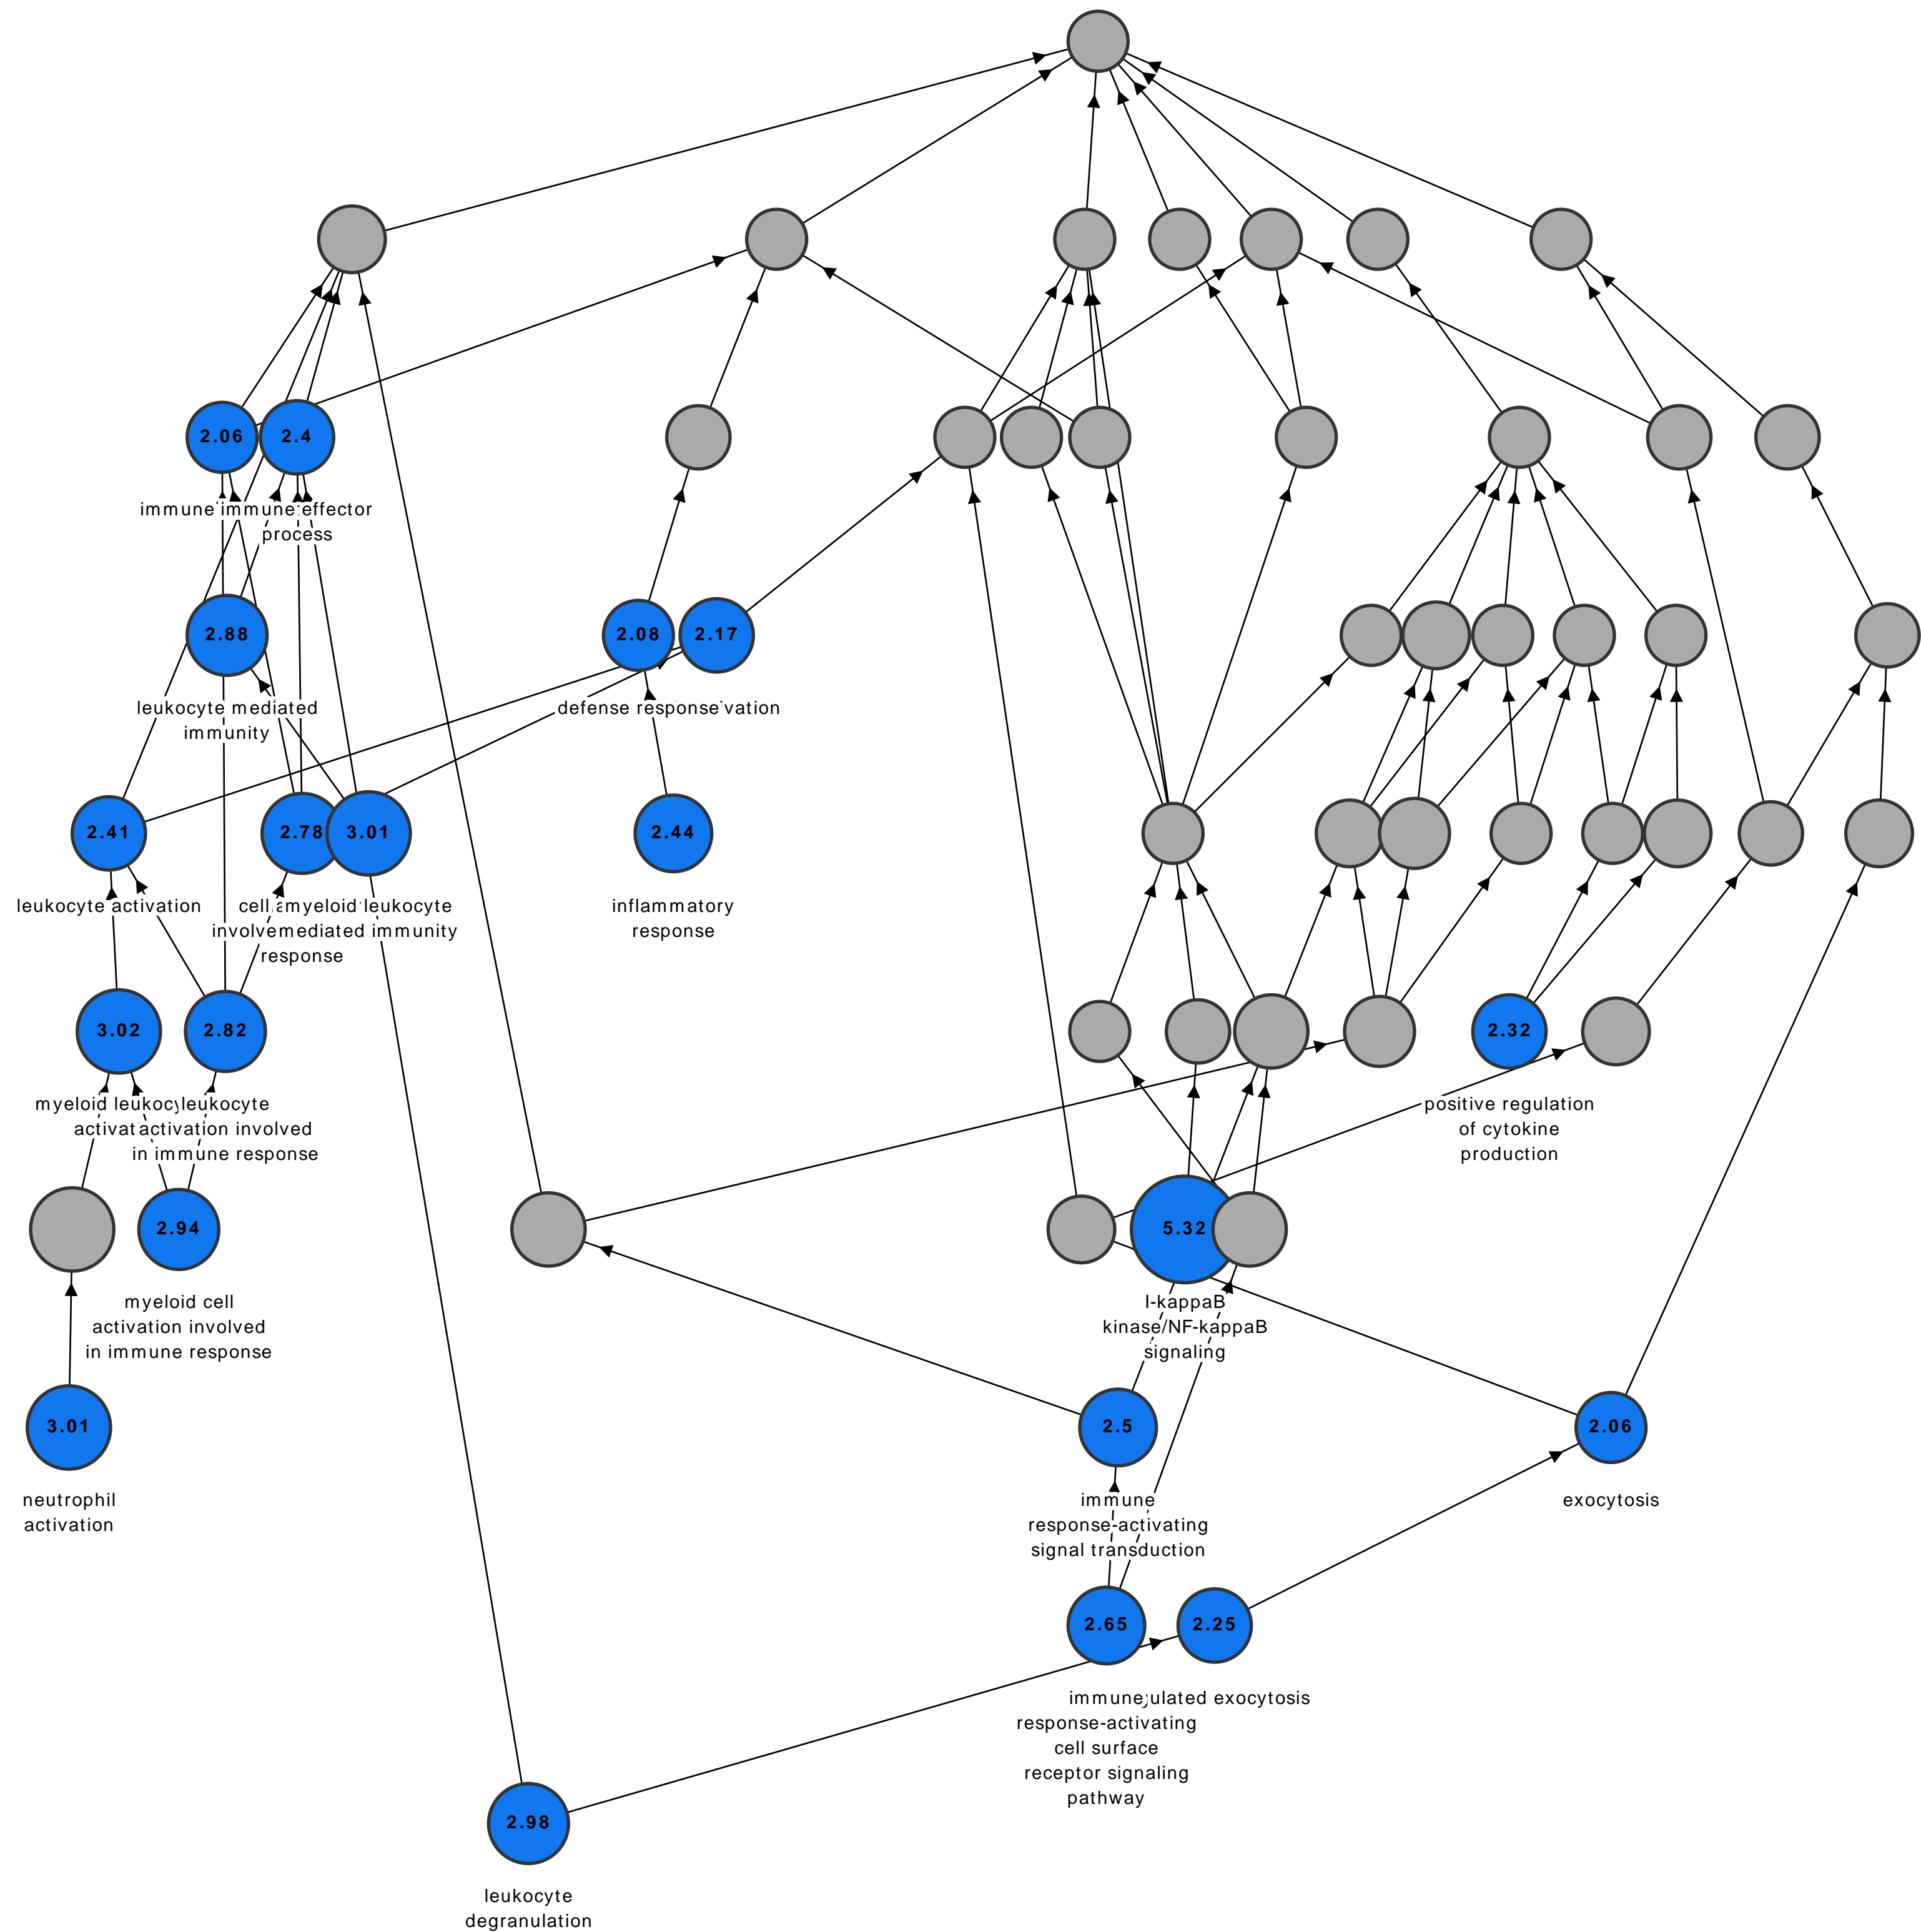 2.06
2.4
immune
immune effector
process
2.88
2.08
2.17
leukocyte mediated
immunity
defense response
vation
2.41
2.78
3.01
2.44
leukocyte activation
cell
myeloid leukocyte
mediated immunity
response
inflammatory
response
3.02
2.82
2.32
myeloid
leukocyte
activation involved
in immune response
positive regulation
of cytokine
production
2.94
5.32
myeloid cell
activation involved
in immune response
I-kappaB
kinase/NF-kappaB
signaling
3.01
2.5
2.06
neutrophil
activation
immune
response-activating
signal transduction
exocytosis
2.65
2.25
immune
ulated exocytosis
response-activating
cell surface
receptor signaling
pathway
2.98
leukocyte
degranulation